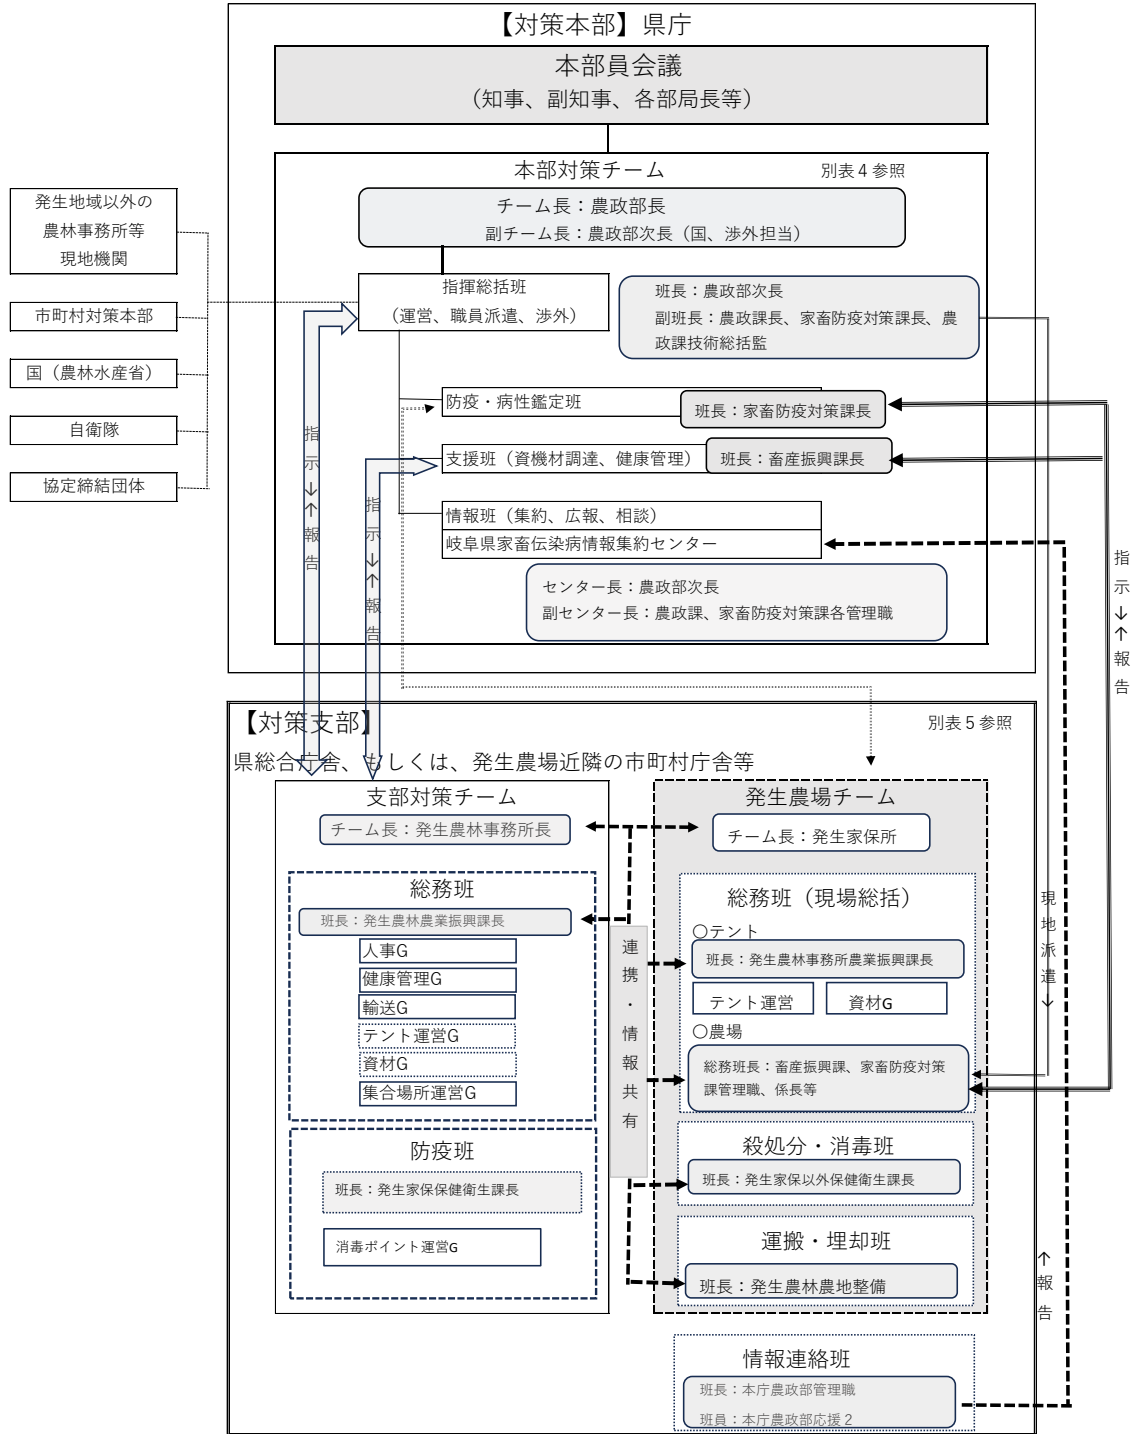 【対策本部】県庁
本部員会議
（知事、副知事、各部局長等）
本部対策チーム
別表４参照
チーム長：農政部長
副チーム長：農政部次長（国、渉外担当）
発生地域以外の
農林事務所等
現地機関
市町村対策本部
国（農林水産省）
自衛隊
協定締結団体
指揮総括班
（運営、職員派遣、渉外）
班長：農政部次長
副班長：農政課長、家畜防疫対策課長、農
政課技術総括監
防疫・病性鑑定班
班長：家畜防疫対策課長
支援班（資機材調達、健康管理）
班長：畜産振興課長
情報班（集約、広報、相談）
岐阜県家畜伝染病情報集約センター
センター長：農政部次長
副センター長：農政課、家畜防疫対策課各管理職
指示↓↑報告
指示↓↑報告
指示↓↑報告
【対策支部】
別表５参照
県総合庁舎、もしくは、発生農場近隣の市町村庁舎等
支部対策チーム
チーム長：発生農林事務所長
総務班
班長：発生農林農業振興課長
人事G
健康管理G
輸送G
テント運営G
資材G
集合場所運営G
防疫班
班長：発生家保保健衛生課長
消毒ポイント運営G
連携・情報共有
発生農場チーム
チーム長：発生家保所
総務班（現場総括）
〇テント
班長：発生農林事務所農業振興課長
テント運営
資材G
〇農場
総務班長：畜産振興課、家畜防疫対策
課管理職、係長等
殺処分・消毒班
班長：発生家保以外保健衛生課長
運搬・埋却班
班長：発生農林農地整備
現地派遣↓
↑報告
情報連絡班
班長：本庁農政部管理職
班員：本庁農政部応援２